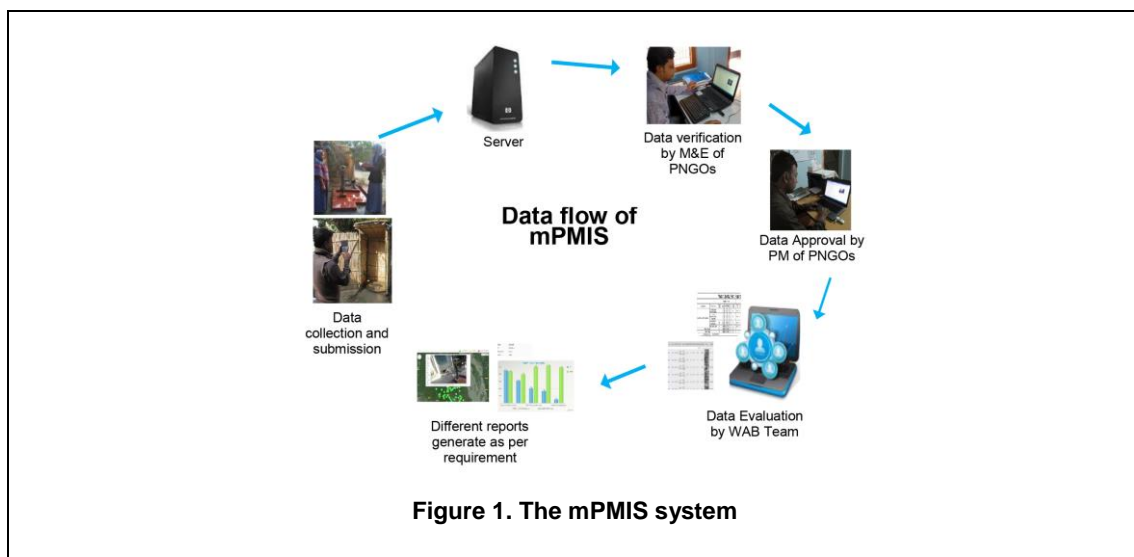 Server
Data verification
by M&E of
PNGOs
Data Approval by
PM of PNGOs
Data flow of
mPMIS
Data
collection and
submission
Data Evaluation
by WAB Team
Different reports
generate as per
requirement
Figure 1. The mPMIS system